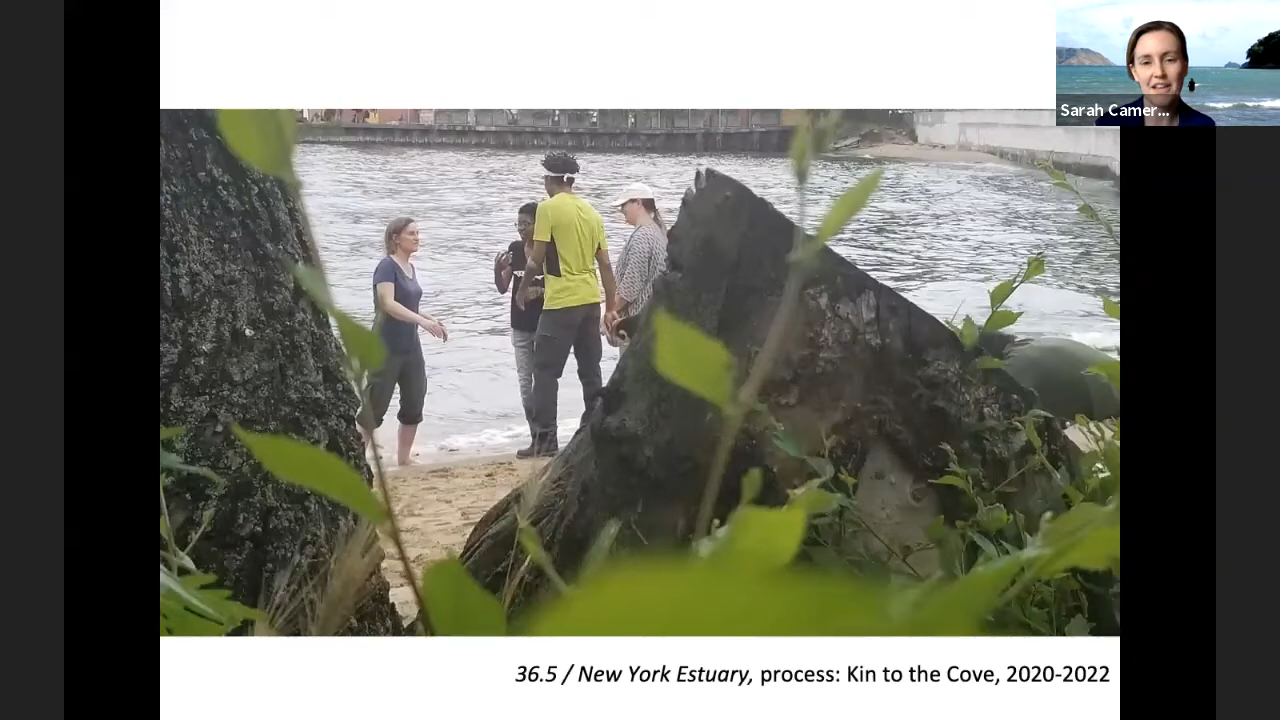 Sarah Camer...
36.5 / New York Estuary, process: Kin to the Cove, 2020-2022